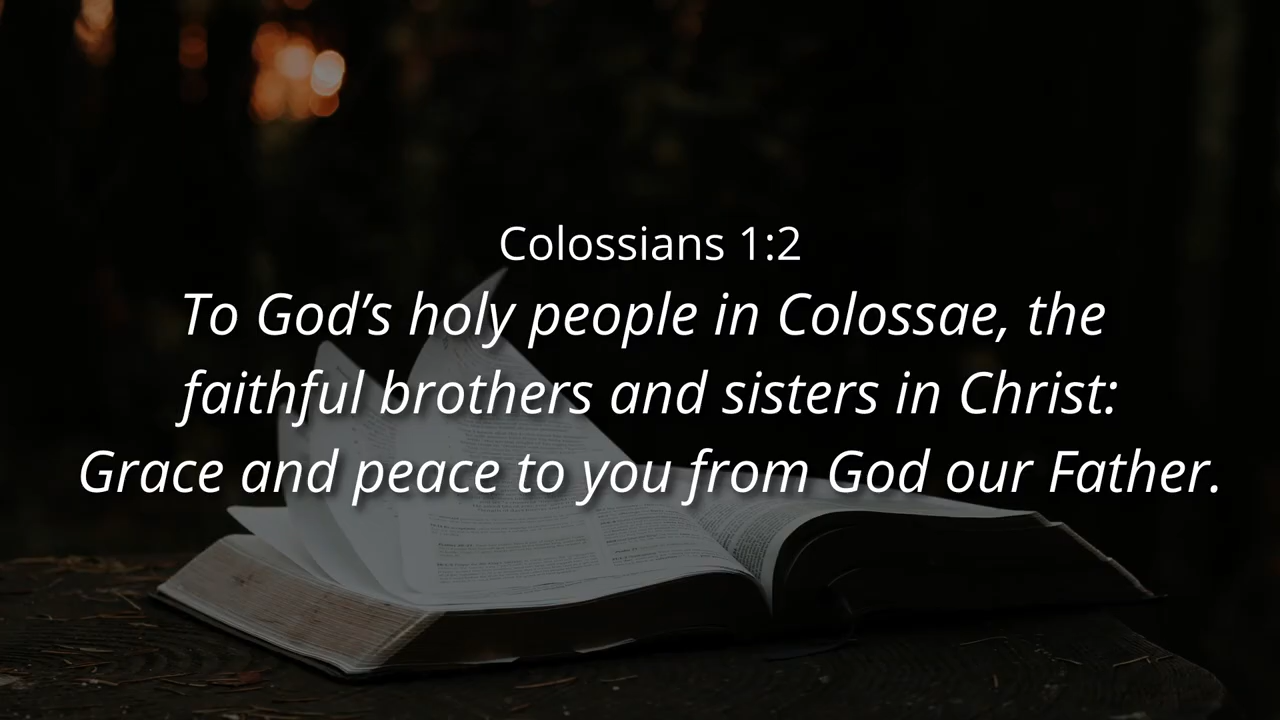 Colossians 1:2
To God’s holy people in Colossae, the
faithful brothers and sisters in Christ:
Grace and peace to you from God our Father.